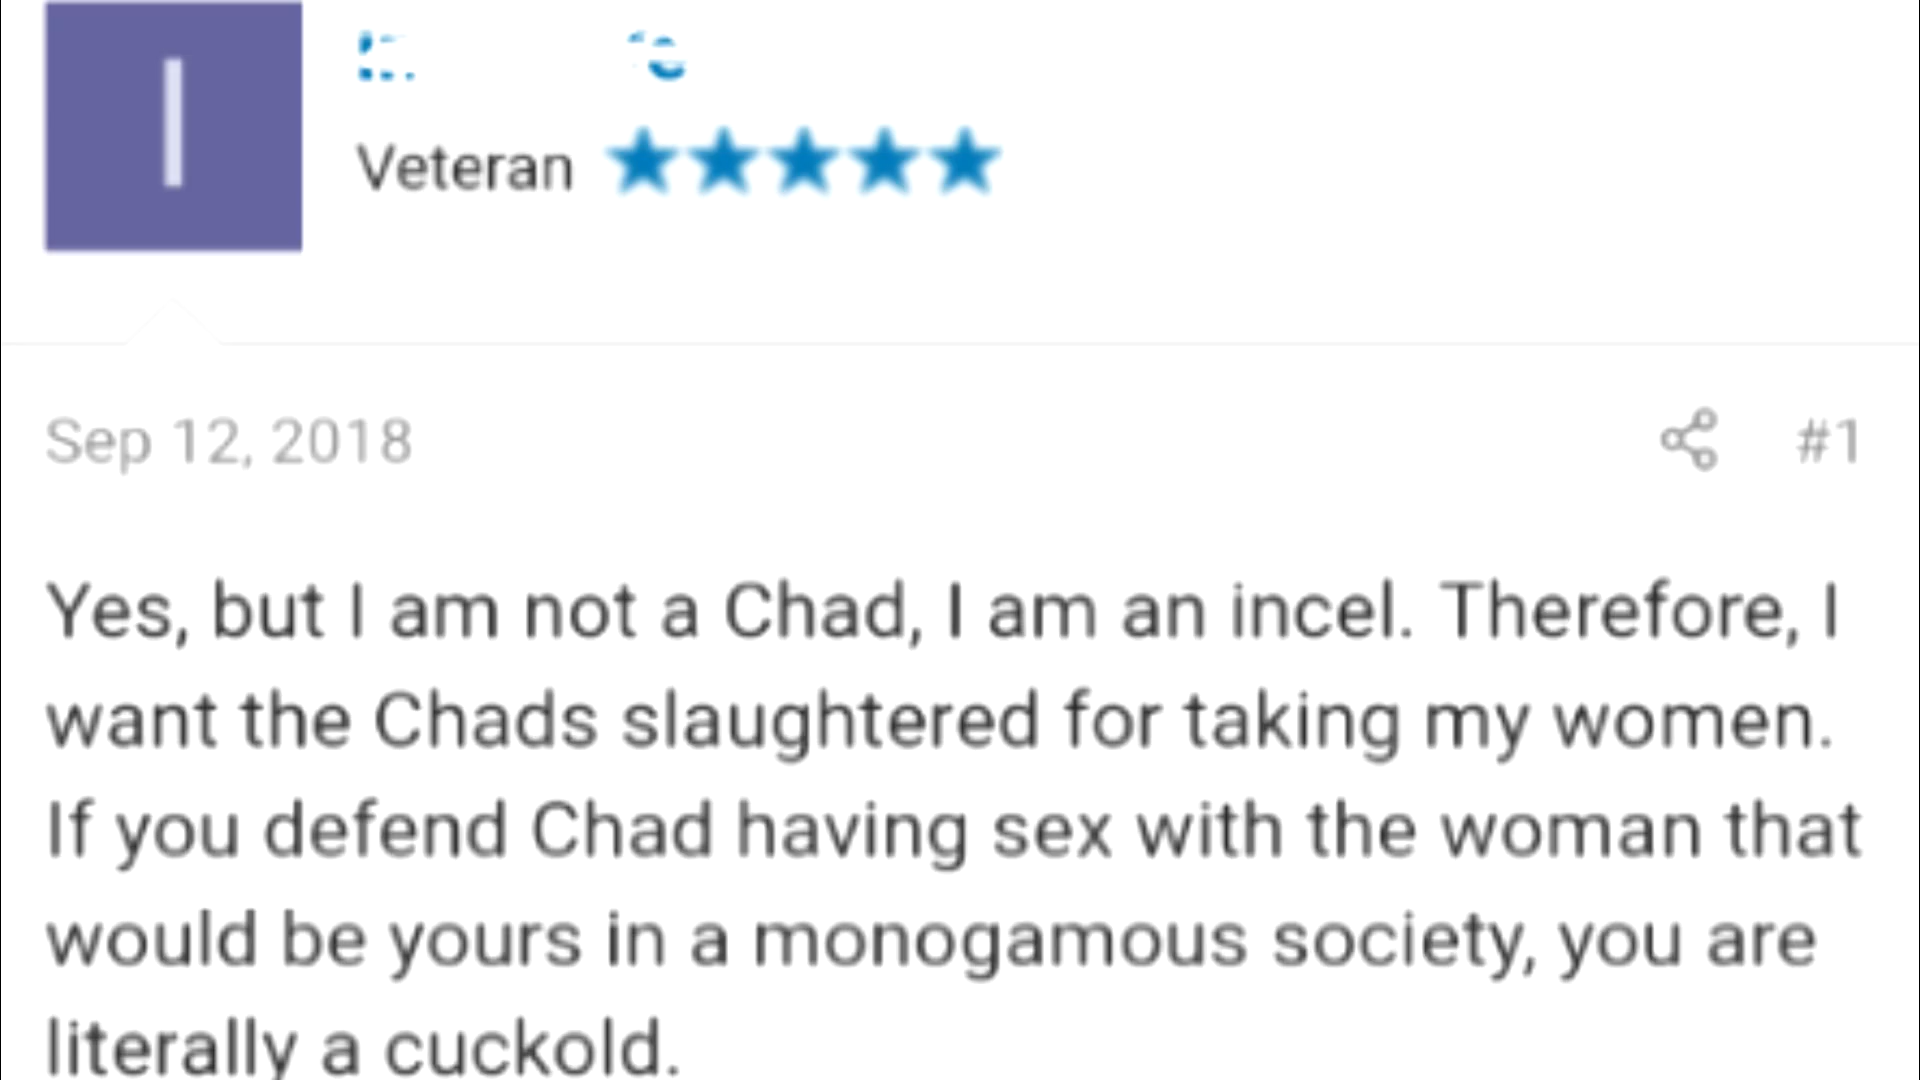 I
Veteran
Sep 12, 2018 #1
Yes, but I am not a Chad, I am an incel. Therefore, I
want the Chads slaughtered for taking my women.
If you defend Chad having sex with the woman that
would be yours in a monogamous society, you are
literally a cuckold.